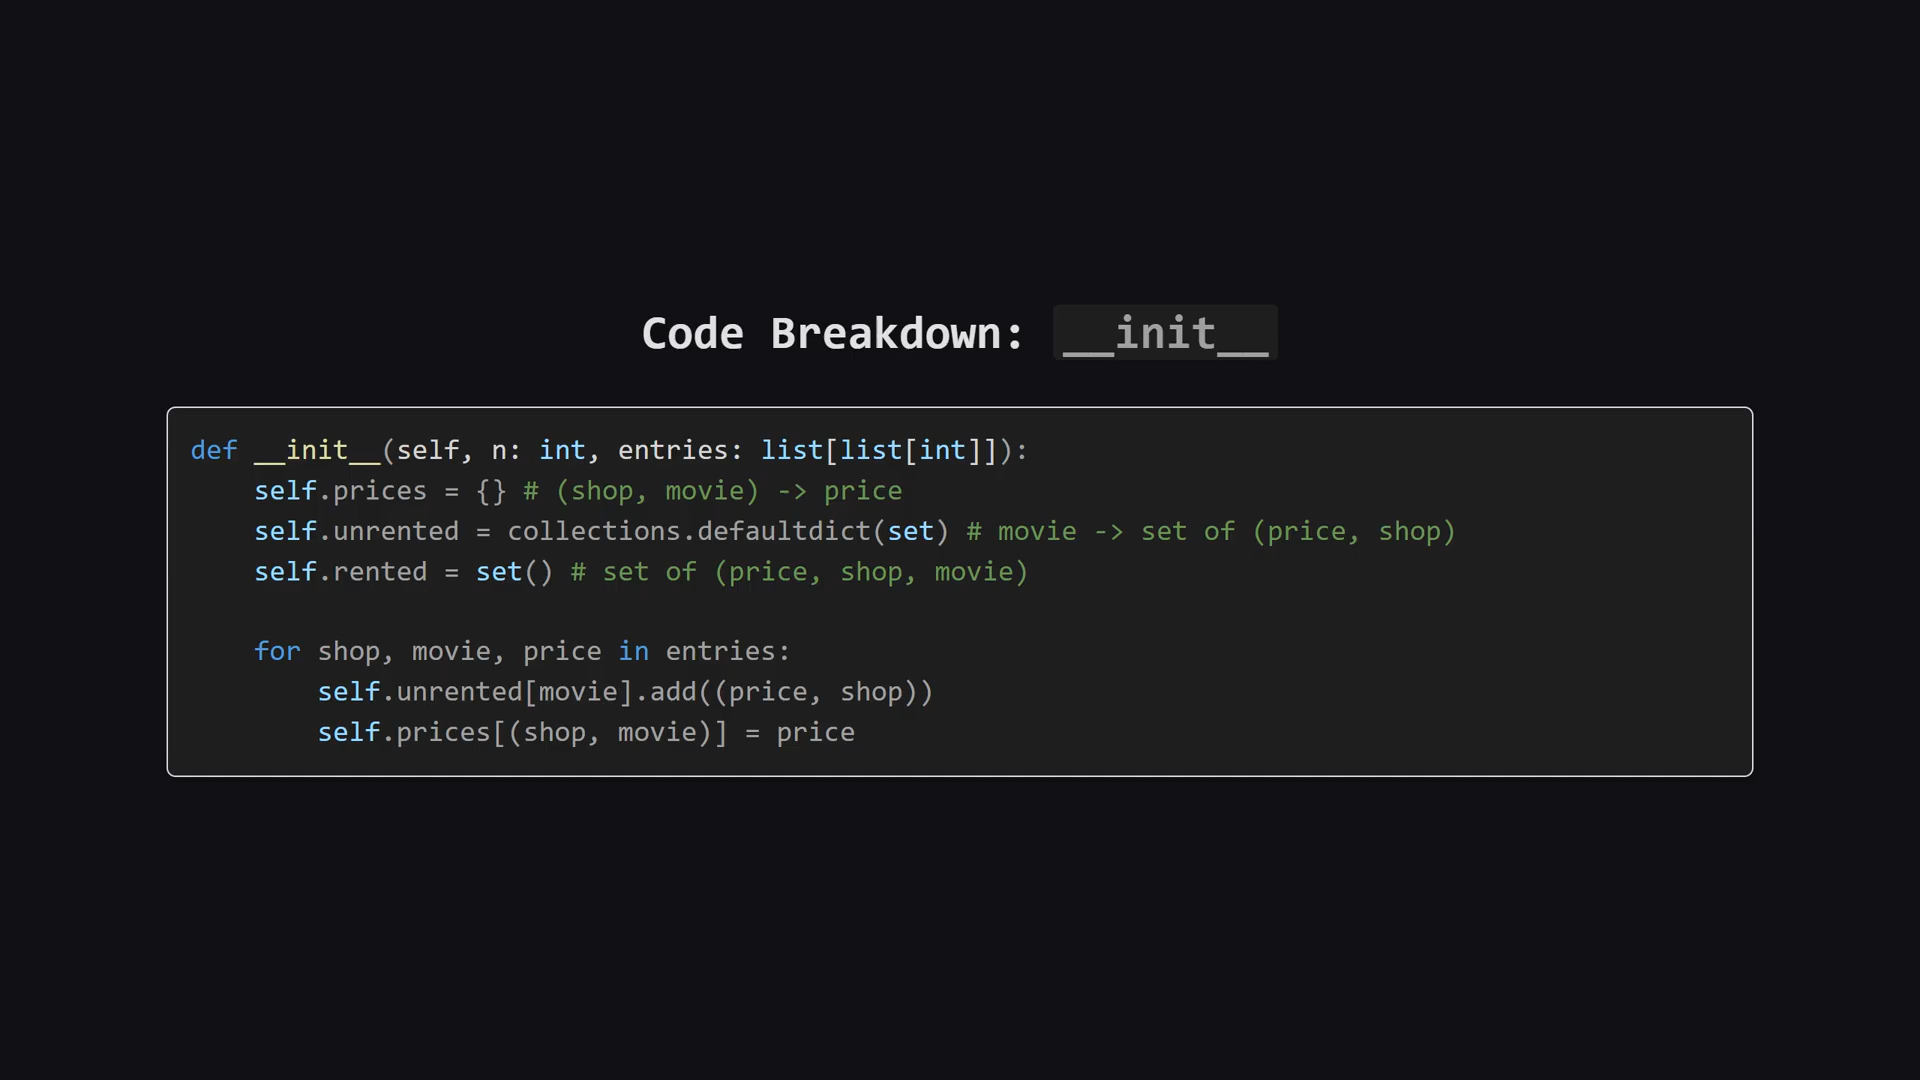 Code Breakdown: __init__
def __init__(self, n: int, entries: list[list[int]]):
    self.prices = {} # (shop, movie) -> price
    self.unrented = collections.defaultdict(set) # movie -> set of (price, shop)
    self.rented = set() # set of (price, shop, movie)
    for shop, movie, price in entries:
        self.unrented[movie].add((price, shop))
        self.prices[(shop, movie)] = price